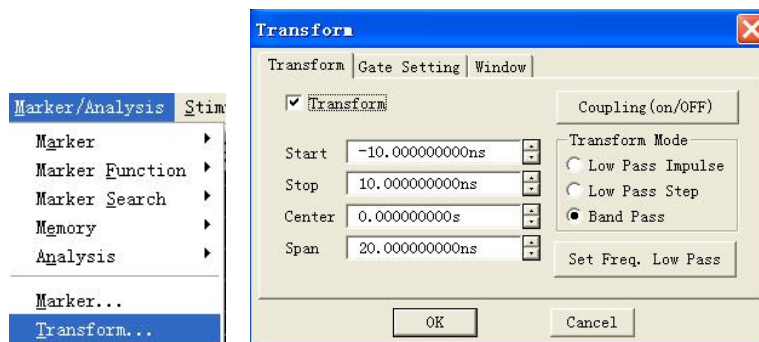 Marker/Analysis Stim
Marker
Marker Function
Marker Search
Memory
Analysis
Marker...
Transform...
Transform
Transform Gate Setting Window
Transform
Coupling(on/OFF)
Start -10.000000000ns
Stop 10.000000000ns
Center 0.000000000s
Span 20.000000000ns
Transform Mode
Low Pass Impulse
Low Pass Step
Band Pass
Set Freq. Low Pass
OK Cancel